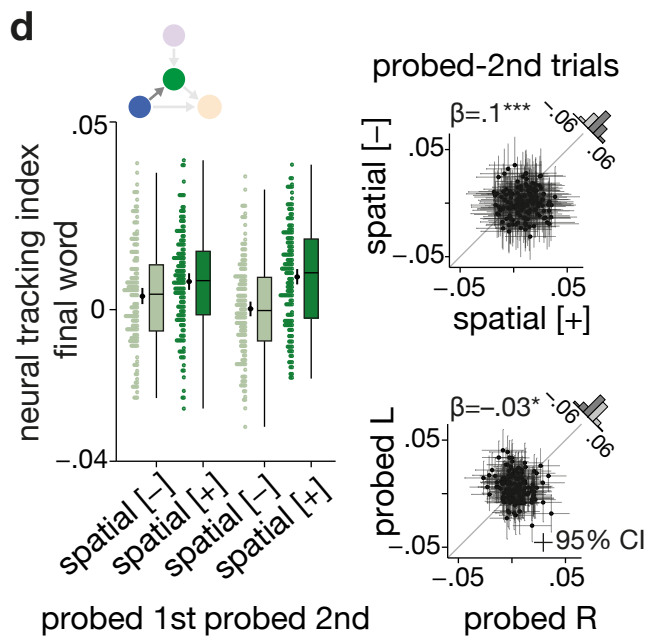 d
neural tracking index
final word
.05
0
−.04
spatial [−]
spatial [+]
spatial [−]
spatial [+]
probed 1st probed 2nd
probed-2nd trials
β=.1***
−.06
.06
spatial [−]
.05
−.05
−.05
.05
spatial [+]
β=−.03*
−.06
.06
probed L
.05
−.05
95% CI
−.05
.05
probed R